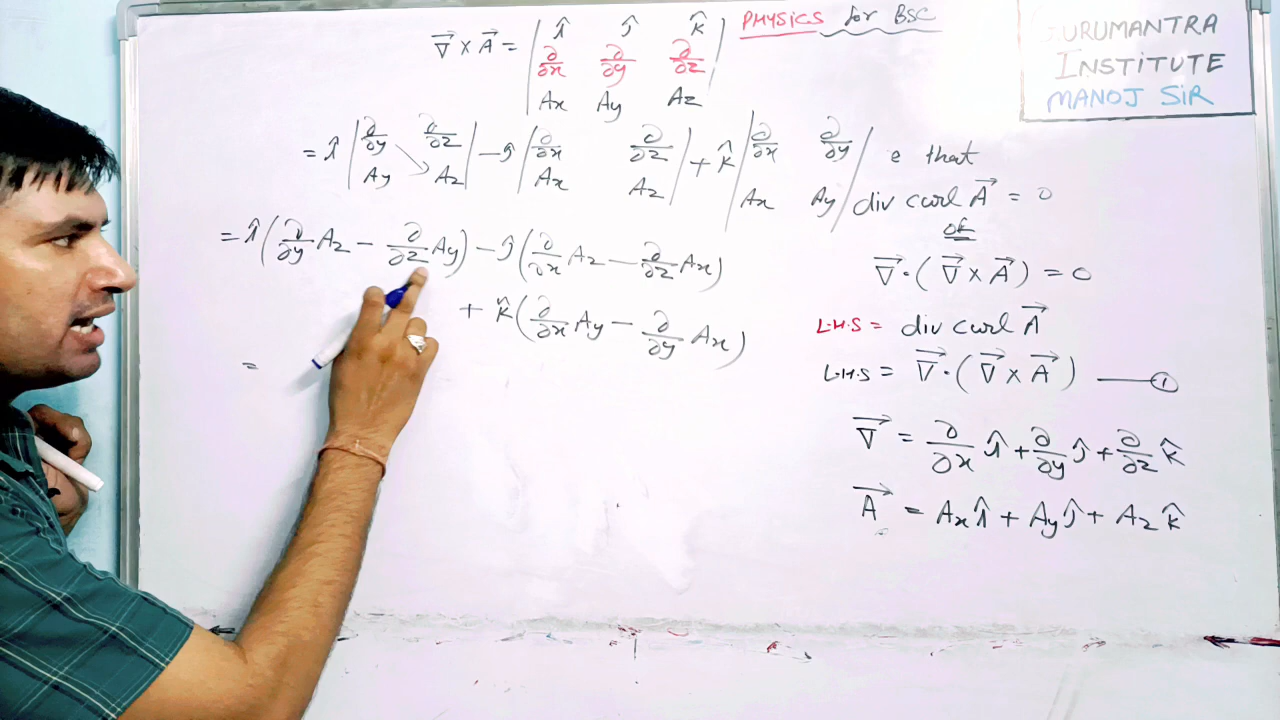 PHYSICS for BSC
GURUMANTRA
INSTITUTE
MANOJ SIR
∇⃗ × A⃗ = | î ĵ k̂ |
| ∂/∂x ∂/∂y ∂/∂z |
| Ax Ay Az |
= î | ∂/∂y ∂/∂z ; Ay Az | − ĵ | ∂/∂x ∂/∂z ; Ax Az | + k̂ | ∂/∂x ∂/∂y ; Ax Ay |
= î ( ∂/∂y Az − ∂/∂z Ay ) − ĵ ( ∂/∂x Az − ∂/∂z Ax )
+ k̂ ( ∂/∂x Ay − ∂/∂y Ax )
=
e that
div curl A⃗ = 0
or
∇⃗ · ( ∇⃗ × A⃗ ) = 0
L.H.S = div curl A⃗
L.H.S = ∇⃗ · ( ∇⃗ × A⃗ ) —— ①
∇⃗ = ∂/∂x î + ∂/∂y ĵ + ∂/∂z k̂
A⃗ = Ax î + Ay ĵ + Az k̂